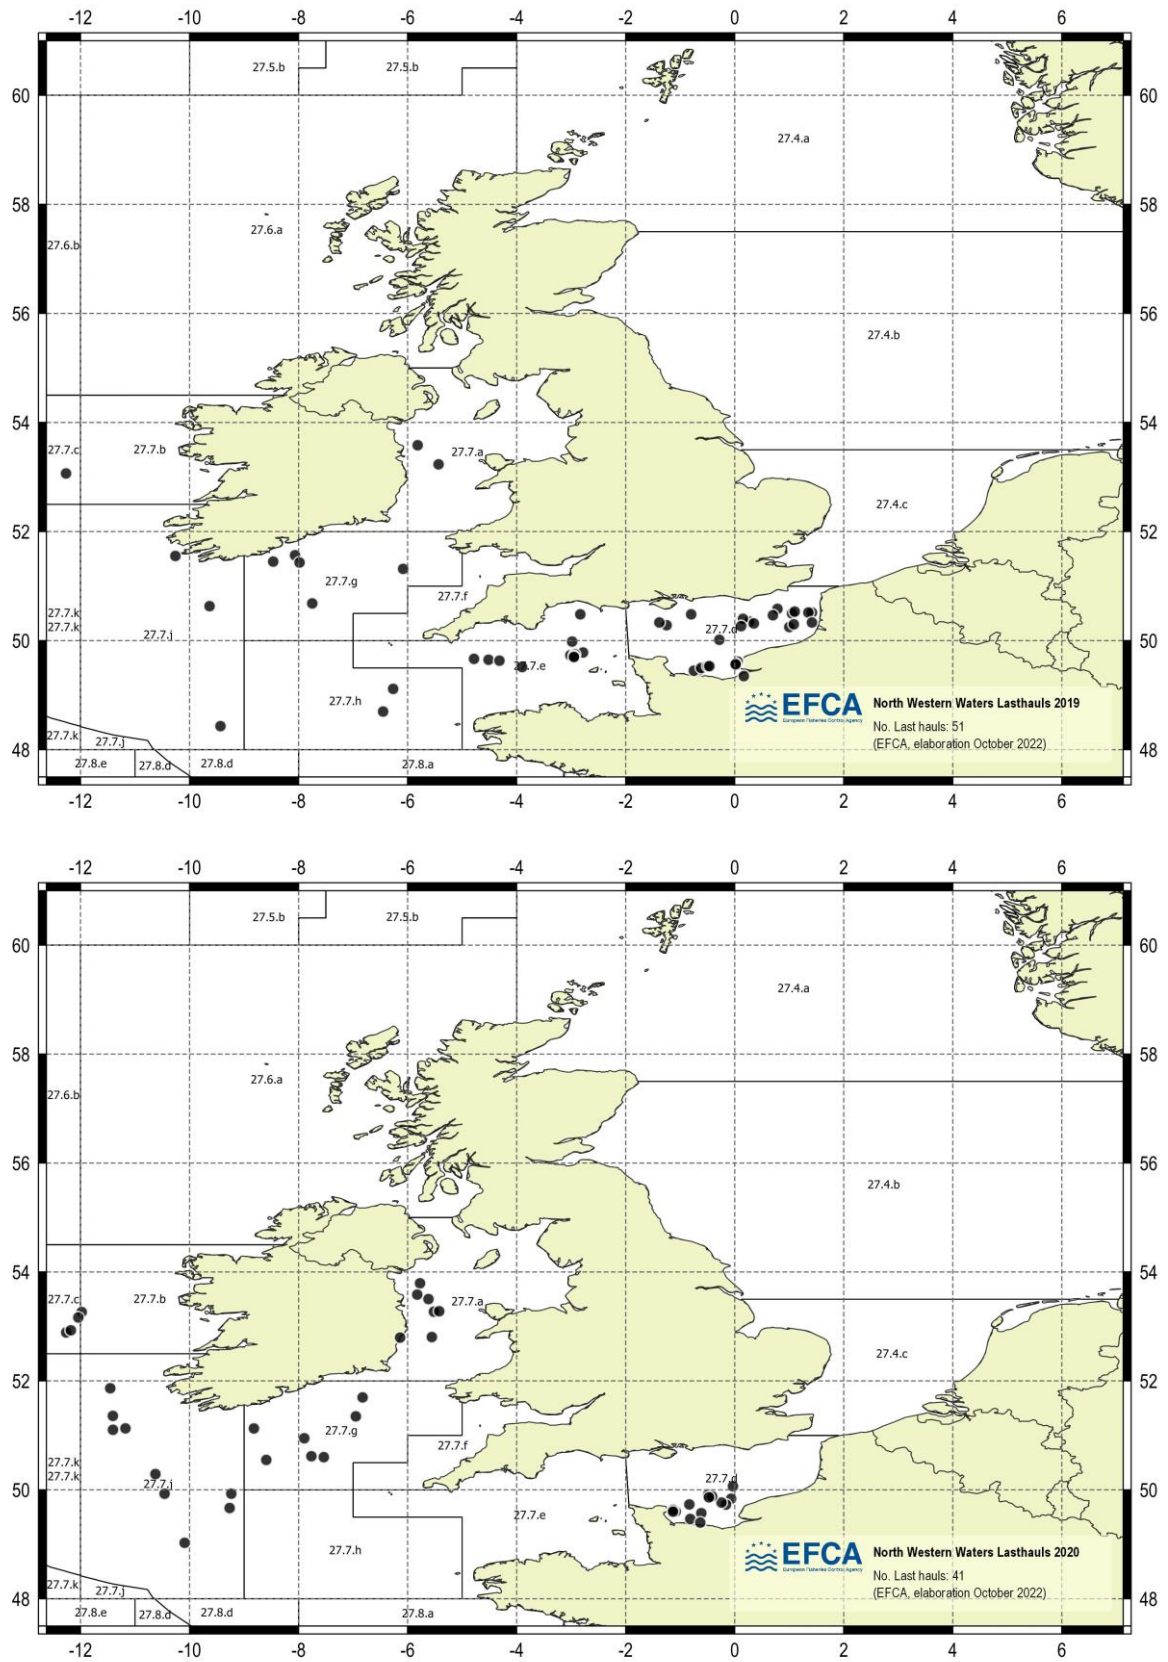 -12 -10 -8 -6 -4 -2 0 2 4 6
27.5.b 27.5.b
60 60
27.4.a
58 58
27.6.a
27.6.b
56 56
27.4.b
54 54
27.7.c 27.7.b 27.7.a
27.4.c
52 52
27.7.g
27.7.f
27.7.k
27.7.k
27.7.j 27.7.d
50 50
27.7.e
27.7.h
EFCA North Western Waters Lasthauls 2019
European Fisheries Control Agency
No. Last hauls: 51
(EFCA, elaboration October 2022)
27.7.k 27.7.j
48 48
27.8.e 27.8.d 27.8.d 27.8.a
-12 -10 -8 -6 -4 -2 0 2 4 6
-12 -10 -8 -6 -4 -2 0 2 4 6
27.5.b 27.5.b
60 60
27.4.a
58 58
27.6.a
27.6.b
56 56
27.4.b
54 54
27.7.c 27.7.b 27.7.a
27.4.c
52 52
27.7.g
27.7.f
27.7.k
27.7.k
27.7.j 27.7.d
50 50
27.7.e
27.7.h
EFCA North Western Waters Lasthauls 2020
European Fisheries Control Agency
No. Last hauls: 41
(EFCA, elaboration October 2022)
27.7.k 27.7.j
48 48
27.8.e 27.8.d 27.8.d 27.8.a
-12 -10 -8 -6 -4 -2 0 2 4 6